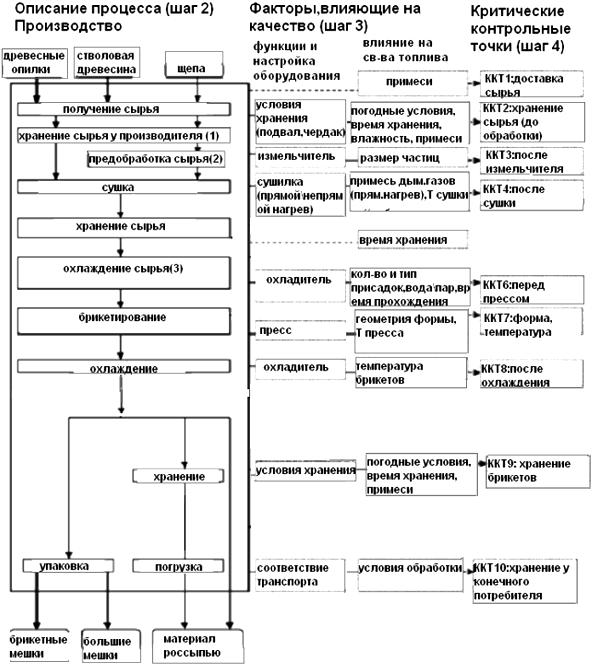 Описание процесса (шаг 2)
Производство
Факторы,влияющие на
качество (шаг 3)
Критические
контрольные
точки (шаг 4)
функции и
настройка
оборудования
влияние на
св-ва топлива
древесные
опилки
стволовая
древесина
щепа
примеси
ККТ1:доставка
сырья
получение сырья
условия
хранения
(подвал,чердак)
погодные условия,
время хранения,
влажность, примеси
ККТ2:хранение
сырья (до
обработки)
хранение сырья у производителя (1)
предобработка сырья(2)
измельчитель
размер частиц
ККТ3:после
измельчителя
сушка
сушилка
(прямой\непрям
ой нагрев)
примесь дым.газов
(прям.нагрев),Т сушки
ККТ4:после
сушки
хранение сырья
время хранения
охлаждение сырья(3)
охладитель
кол-во и тип
присадок,вода\пар,вр
емя прохождения
ККТ6:перед
прессом
брикетирование
пресс
геометрия формы,
Т пресса
ККТ7:форма,
температура
охлаждение
охладитель
температура
брикетов
ККТ8:после
охлаждения
хранение
условия хранения
погодные условия,
время хранения,
примеси
ККТ9: хранение
брикетов
упаковка
погрузка
соответствие
транспорта
условия обработки
ККТ10:хранение у
конечного
потребителя
брикетные
мешки
большие
мешки
материал
россыпью